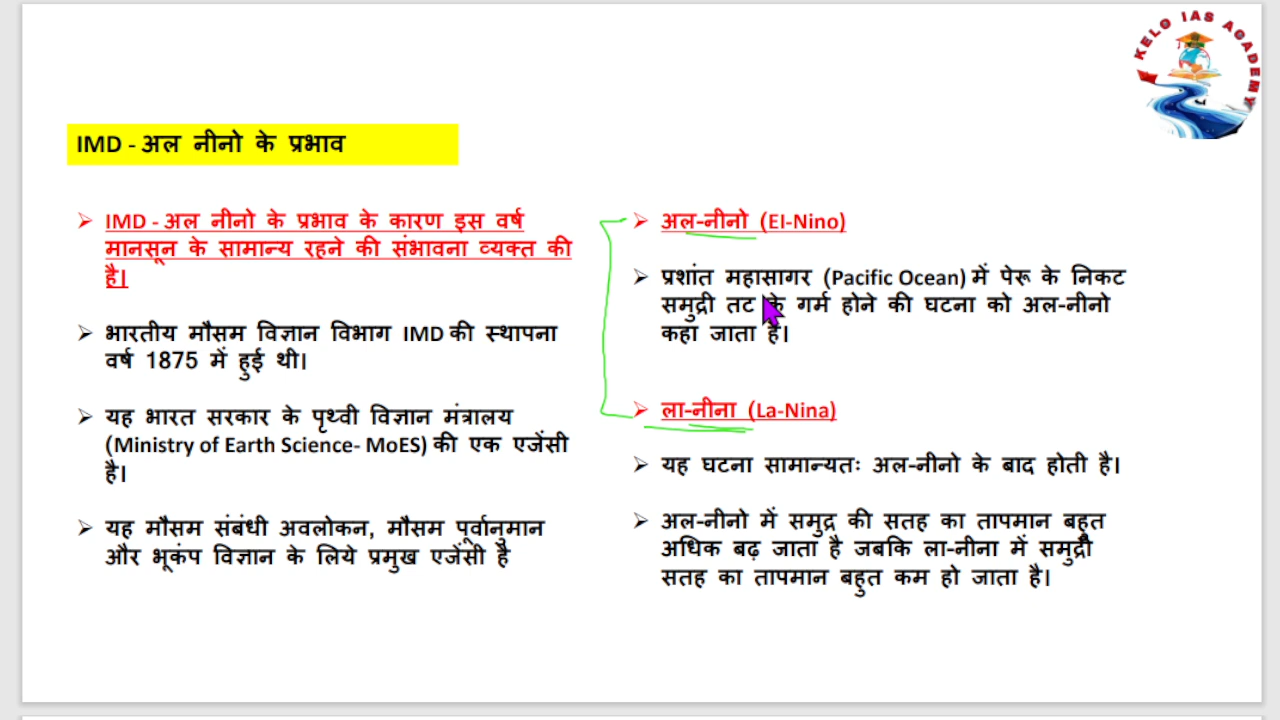 KELO IAS ACADEMY
IMD - अल नीनो के प्रभाव
IMD - अल नीनो के प्रभाव के कारण इस वर्ष
मानसून के सामान्य रहने की संभावना व्यक्त की
है।
भारतीय मौसम विज्ञान विभाग IMD की स्थापना
वर्ष 1875 में हुई थी।
यह भारत सरकार के पृथ्वी विज्ञान मंत्रालय
(Ministry of Earth Science- MoES) की एक एजेंसी
है।
यह मौसम संबंधी अवलोकन, मौसम पूर्वानुमान
और भूकंप विज्ञान के लिये प्रमुख एजेंसी है
अल-नीनो (El-Nino)
प्रशांत महासागर (Pacific Ocean) में पेरू के निकट
समुद्री तट के गर्म होने की घटना को अल-नीनो
कहा जाता है।
ला-नीना (La-Nina)
यह घटना सामान्यतः अल-नीनो के बाद होती है।
अल-नीनो में समुद्र की सतह का तापमान बहुत
अधिक बढ़ जाता है जबकि ला-नीना में समुद्री
सतह का तापमान बहुत कम हो जाता है।